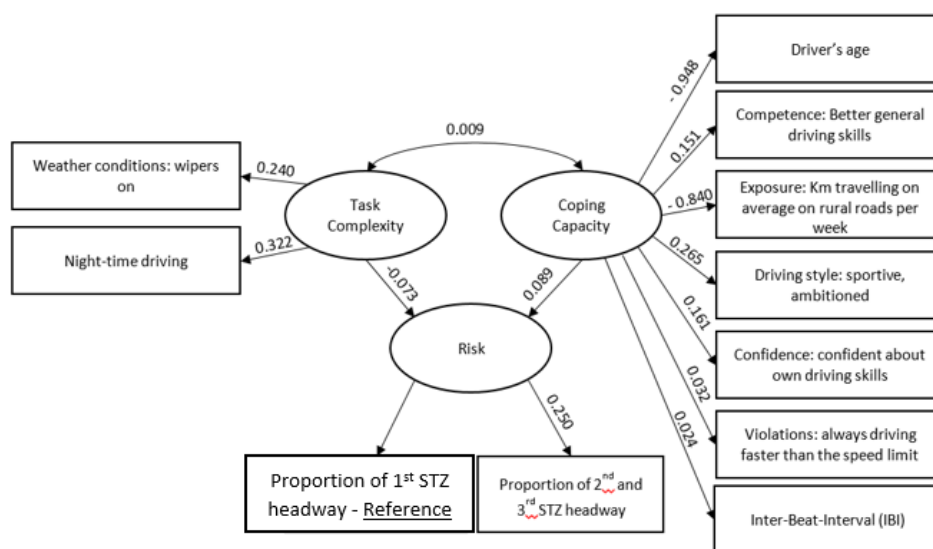 Driver's age
- 0.948
Competence: Better general
driving skills
0.151
0.009
Weather conditions: wipers
on
0.240
Task
Complexity
Coping
Capacity
- 0.840
Exposure: Km travelling on
average on rural roads per
week
Night-time driving
0.322
0.265
Driving style: sportive,
ambitioned
-0.073
0.089
0.161
Risk
Confidence: confident about
own driving skills
0.032
0.250
0.024
Violations: always driving
faster than the speed limit
Proportion of 1st STZ
headway - Reference
Proportion of 2nd and
3rd STZ headway
Inter-Beat-Interval (IBI)